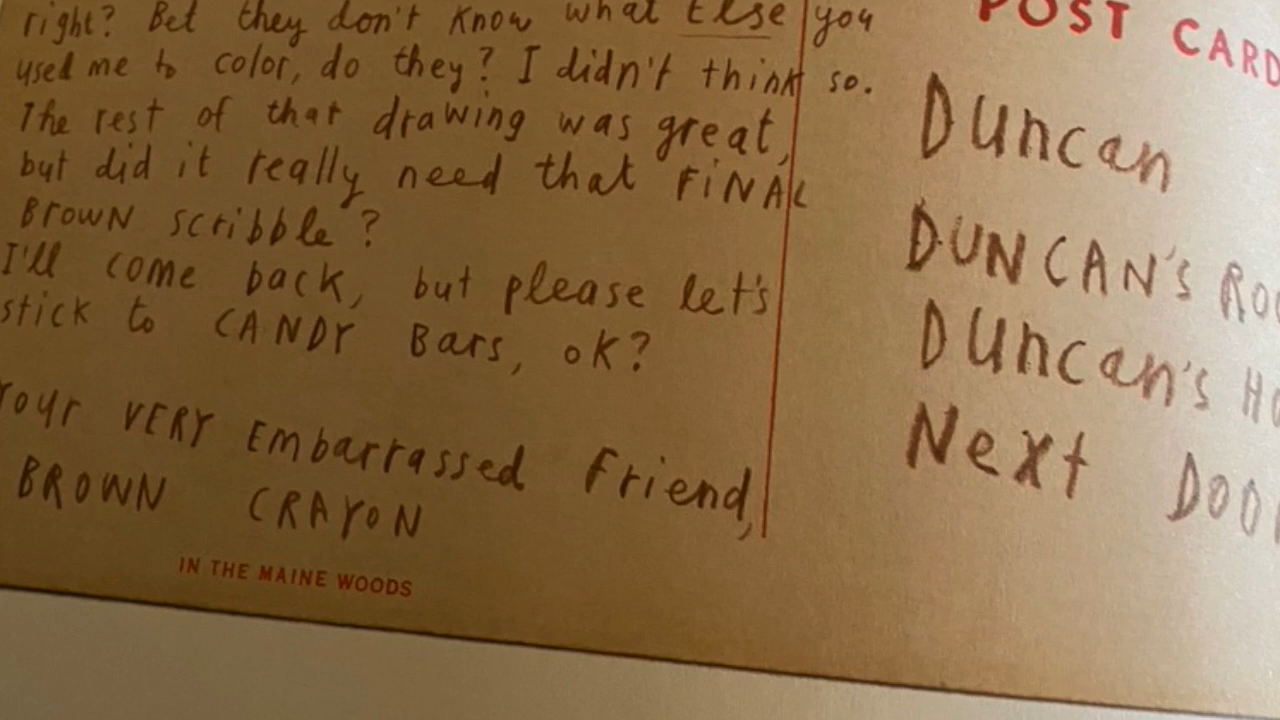 right? Bet they don't know what Else you
used me to color, do they? I didn't think so.
The rest of that drawing was great,
but did it really need that FiNAL
BROWN scribble?
I'll come back, but please let's
stick to CANDY Bars, oK?
Your VERY Embarrassed Friend,
BROWN CRAYON
IN THE MAINE WOODS
POST CARD
Duncan
DUNCAN'S
Duncan's
Next